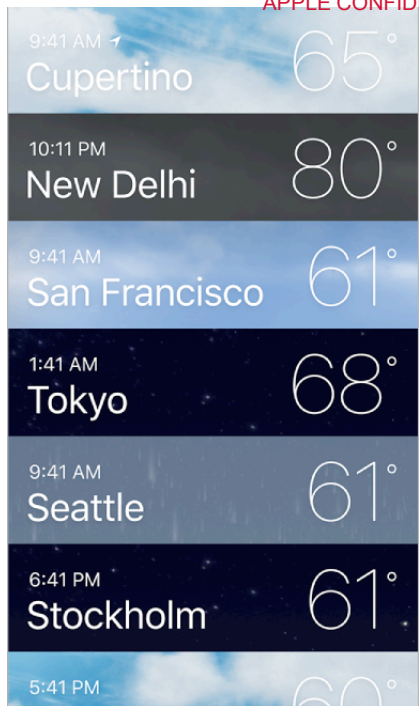 APPLE CONFID
9:41 AM
Cupertino
65°
10:11 PM
New Delhi
80°
9:41 AM
San Francisco
61°
1:41 AM
Tokyo
68°
9:41 AM
Seattle
61°
6:41 PM
Stockholm
61°
5:41 PM
60°